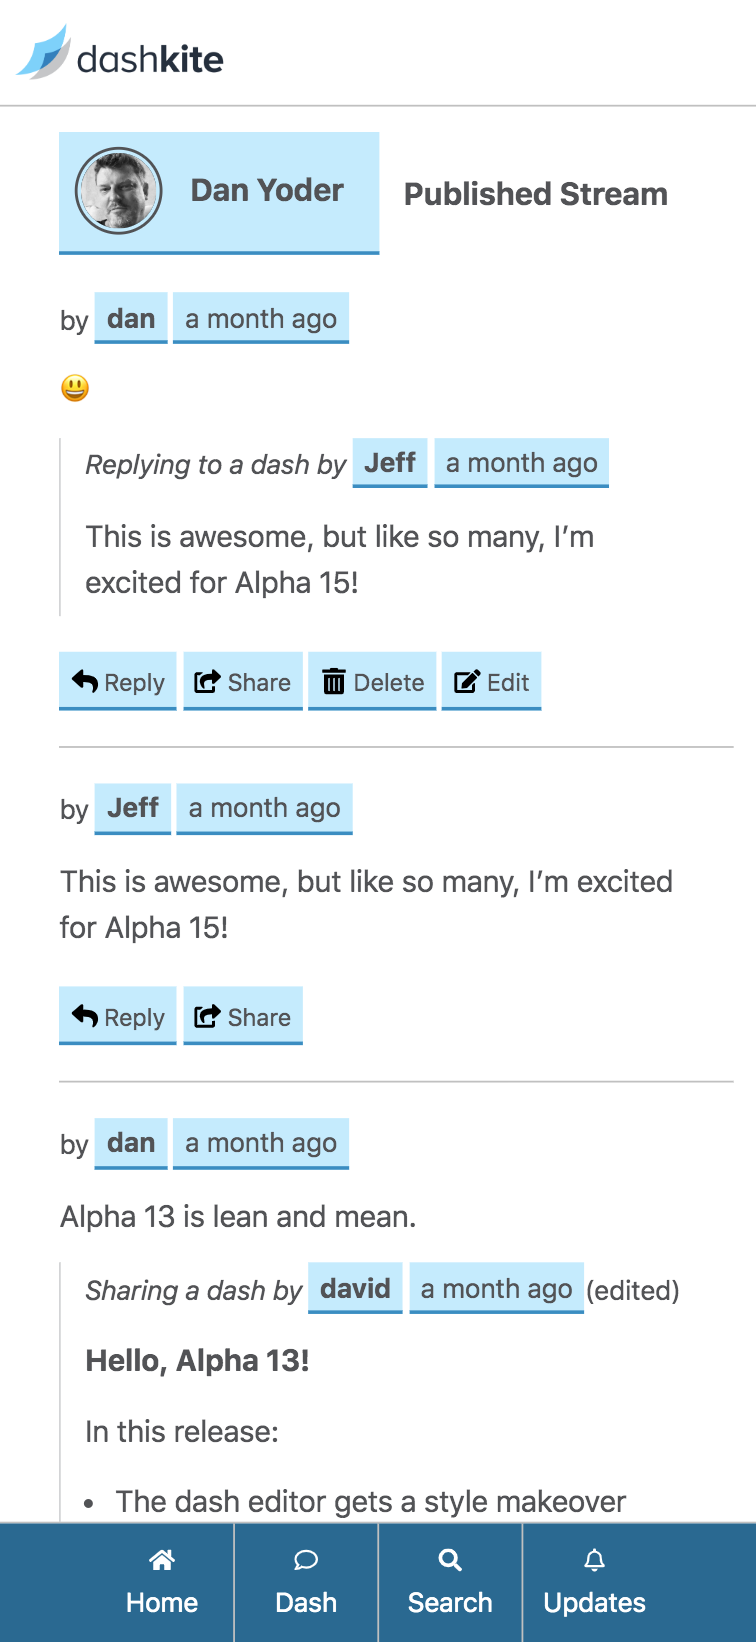 dashkite
Dan Yoder Published Stream
by dan a month ago
😃
Replying to a dash by Jeff a month ago
This is awesome, but like so many, I’m
excited for Alpha 15!
Reply Share Delete Edit
by Jeff a month ago
This is awesome, but like so many, I’m excited
for Alpha 15!
Reply Share
by dan a month ago
Alpha 13 is lean and mean.
Sharing a dash by david a month ago (edited)
Hello, Alpha 13!
In this release:
• The dash editor gets a style makeover
Home Dash Search Updates